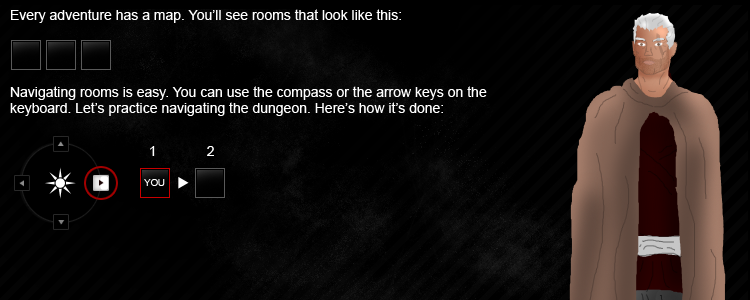 Every adventure has a map. You'll see rooms that look like this:
Navigating rooms is easy. You can use the compass or the arrow keys on the
keyboard. Let's practice navigating the dungeon. Here's how it's done:
1 2
YOU